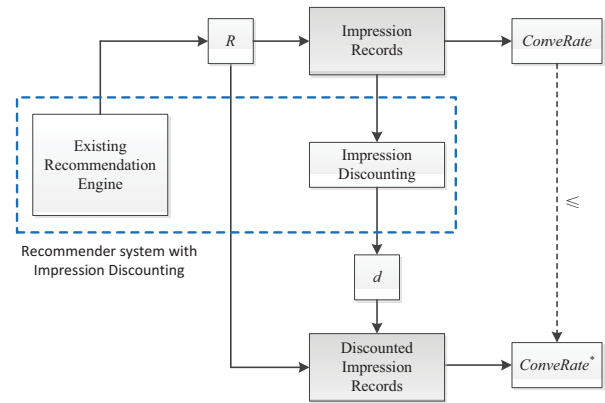 R
Impression
Records
ConveRate
Existing
Recommendation
Engine
Impression
Discounting
≤
Recommender system with
Impression Discounting
d
Discounted
Impression
Records
ConveRate*